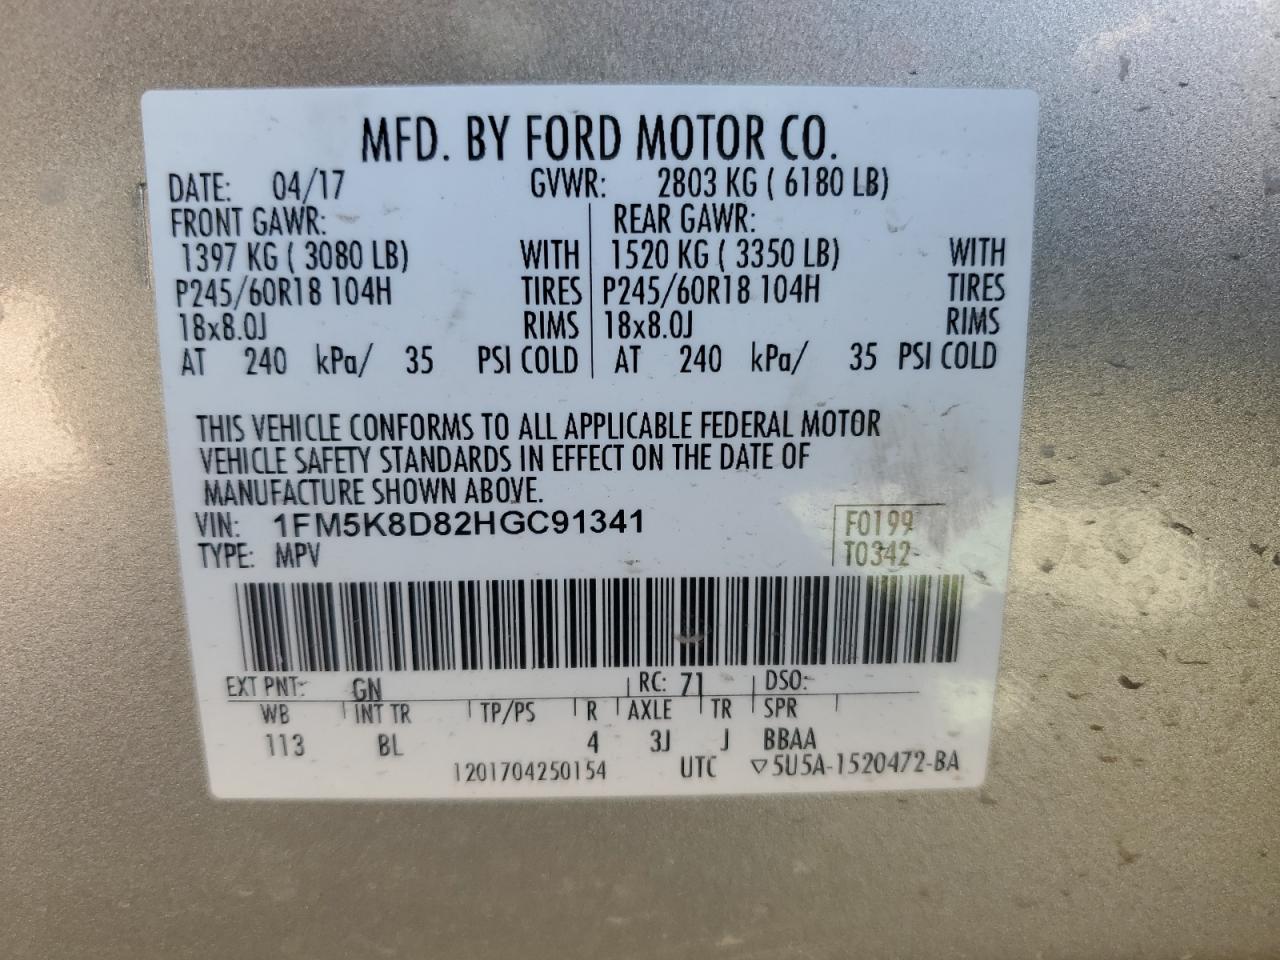 MFD. BY FORD MOTOR CO.
DATE: 04/17 GVWR: 2803 KG ( 6180 LB)
FRONT GAWR: REAR GAWR:
1397 KG ( 3080 LB) WITH 1520 KG ( 3350 LB) WITH
P245/60R18 104H TIRES P245/60R18 104H TIRES
18x8.0J RIMS 18x8.0J RIMS
AT 240 kPa/ 35 PSI COLD AT 240 kPa/ 35 PSI COLD
THIS VEHICLE CONFORMS TO ALL APPLICABLE FEDERAL MOTOR
VEHICLE SAFETY STANDARDS IN EFFECT ON THE DATE OF
MANUFACTURE SHOWN ABOVE.
VIN: 1FM5K8D82HGC91341 F0199
TYPE: MPV T0342
EXT PNT: GN RC: 71 DSO:
WB INT TR TP/PS R AXLE TR SPR
113 BL 4 3J J BBAA
1201704250154 UTC ▽5U5A-1520472-BA